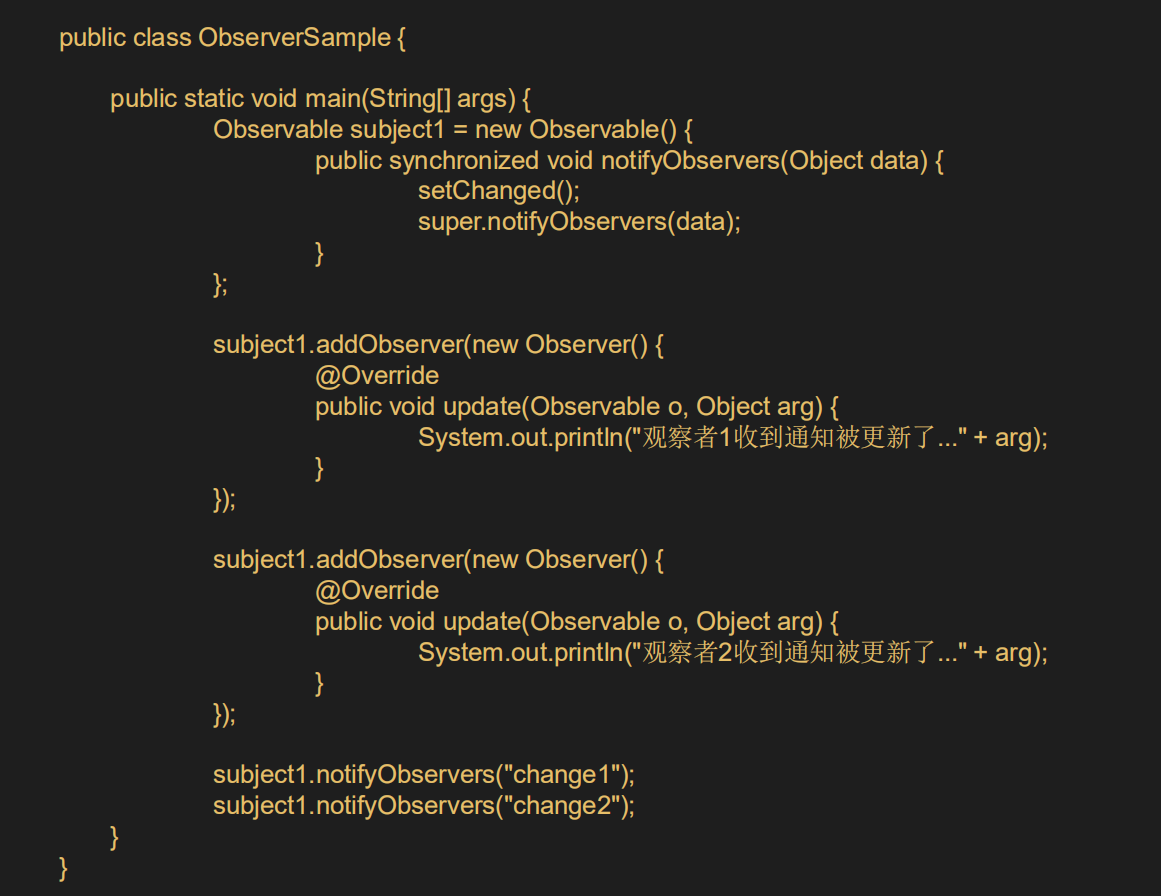 public class ObserverSample {
public static void main(String[] args) {
Observable subject1 = new Observable() {
public synchronized void notifyObservers(Object data) {
setChanged();
super.notifyObservers(data);
}
};
subject1.addObserver(new Observer() {
@Override
public void update(Observable o, Object arg) {
System.out.println("观察者1收到通知被更新了..." + arg);
}
});
subject1.addObserver(new Observer() {
@Override
public void update(Observable o, Object arg) {
System.out.println("观察者2收到通知被更新了..." + arg);
}
});
subject1.notifyObservers("change1");
subject1.notifyObservers("change2");
}
}